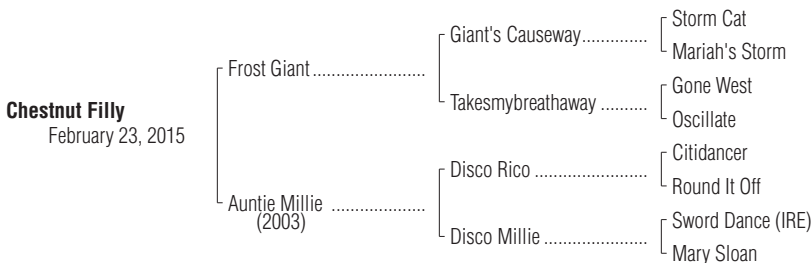 Storm Cat
Giant's Causeway..............
Mariah's Storm
Frost Giant........................
Gone West
Takesmybreathaway ..........
Oscillate
Chestnut Filly
February 23, 2015
Citidancer
Disco Rico ........................
Round It Off
Auntie Millie ....................
(2003)
Sword Dance (IRE)
Disco Millie ......................
Mary Sloan